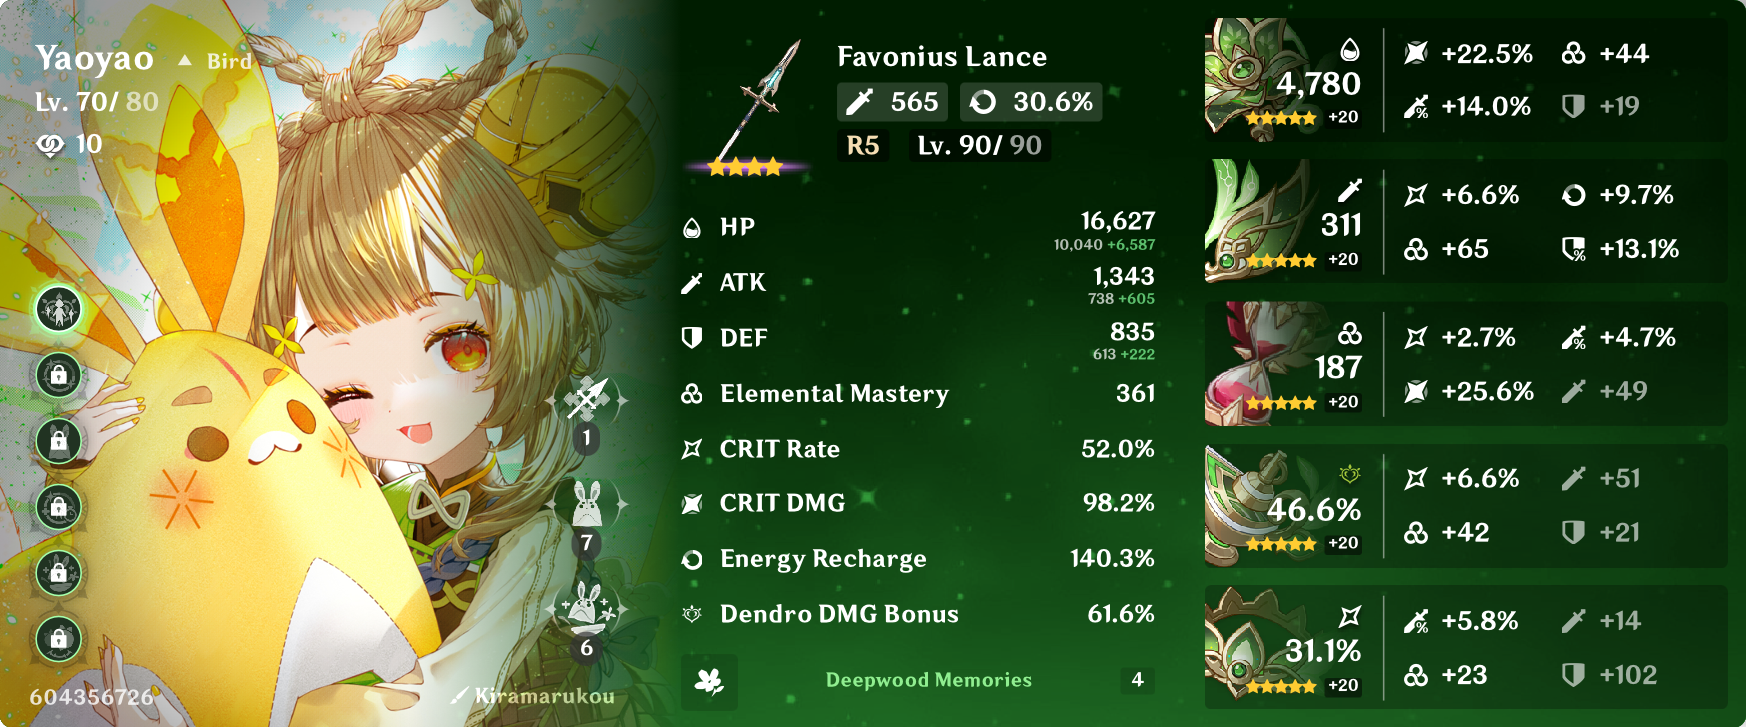 Yaoyao ▲ Bird
Lv. 70/ 80
10
1
7
6
604356726
Kiramarukou
Favonius Lance
565 30.6%
R5 Lv. 90/ 90
HP 16,627
10,040 +6,587
ATK 1,343
738 +605
DEF 835
613 +222
Elemental Mastery 361
CRIT Rate 52.0%
CRIT DMG 98.2%
Energy Recharge 140.3%
Dendro DMG Bonus 61.6%
Deepwood Memories 4
4,780
+20
+22.5% +44
+14.0% +19
311
+20
+6.6% +9.7%
+65 +13.1%
187
+20
+2.7% +4.7%
+25.6% +49
46.6%
+20
+6.6% +51
+42 +21
31.1%
+20
+5.8% +14
+23 +102